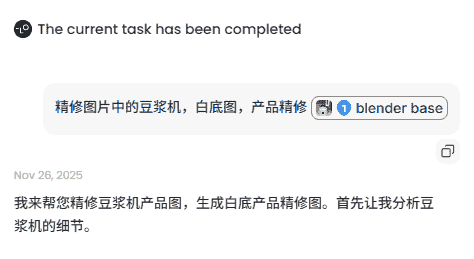 The current task has been completed
精修图片中的豆浆机，白底图，产品精修 1 blender base
Nov 26, 2025
我来帮您精修豆浆机产品图，生成白底产品精修图。首先让我分析豆
浆机的细节。